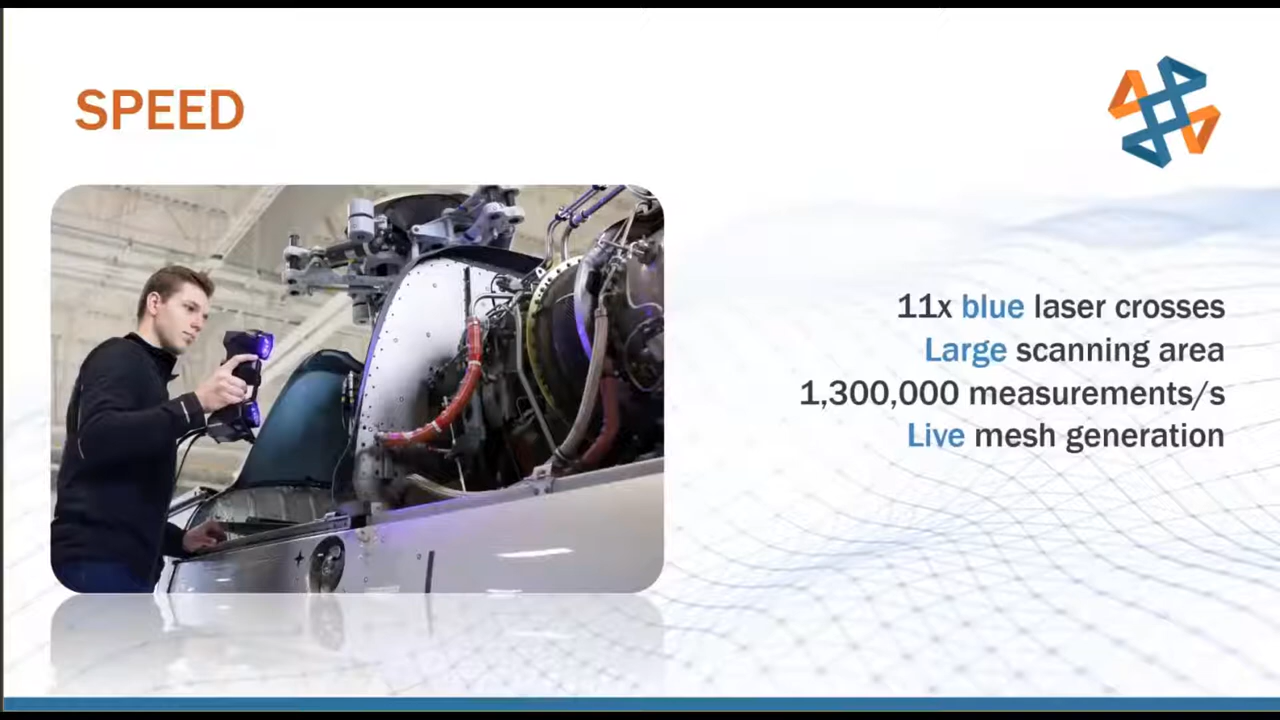 SPEED
11x blue laser crosses
Large scanning area
1,300,000 measurements/s
Live mesh generation